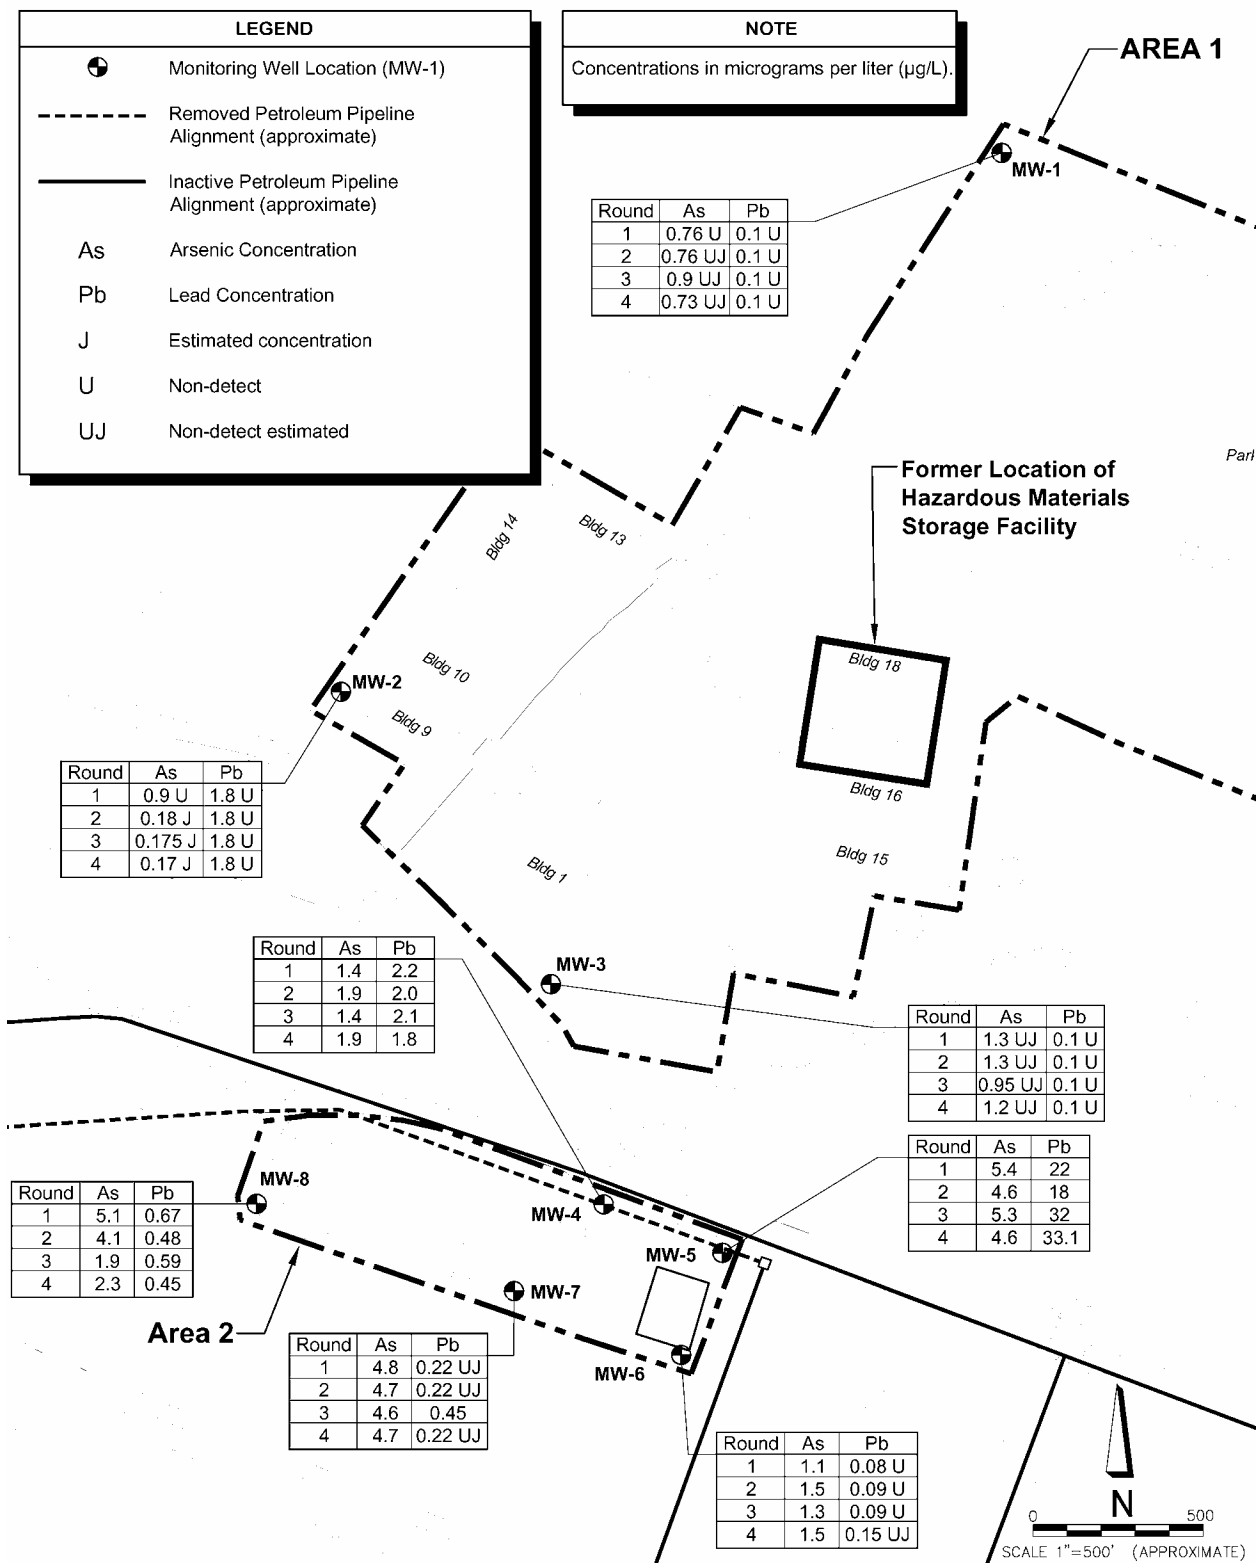 LEGEND
Monitoring Well Location (MW-1)
Removed Petroleum Pipeline
Alignment (approximate)
Inactive Petroleum Pipeline
Alignment (approximate)
As Arsenic Concentration
Pb Lead Concentration
J Estimated concentration
U Non-detect
UJ Non-detect estimated
NOTE
Concentrations in micrograms per liter (µg/L).
AREA 1
MW-1
Round As Pb
1 0.76 U 0.1 U
2 0.76 UJ 0.1 U
3 0.9 UJ 0.1 U
4 0.73 UJ 0.1 U
Park
Former Location of
Hazardous Materials
Storage Facility
Bldg 14
Bldg 13
Bldg 10
Bldg 9
Bldg 18
Bldg 16
Bldg 15
Bldg 1
MW-2
Round As Pb
1 0.9 U 1.8 U
2 0.18 J 1.8 U
3 0.175 J 1.8 U
4 0.17 J 1.8 U
MW-3
Round As Pb
1 1.4 2.2
2 1.9 2.0
3 1.4 2.1
4 1.9 1.8
Round As Pb
1 1.3 UJ 0.1 U
2 1.3 UJ 0.1 U
3 0.95 UJ 0.1 U
4 1.2 UJ 0.1 U
Round As Pb
1 5.4 22
2 4.6 18
3 5.3 32
4 4.6 33.1
MW-8
MW-4
MW-5
MW-7
MW-6
Round As Pb
1 5.1 0.67
2 4.1 0.48
3 1.9 0.59
4 2.3 0.45
Area 2
Round As Pb
1 4.8 0.22 UJ
2 4.7 0.22 UJ
3 4.6 0.45
4 4.7 0.22 UJ
Round As Pb
1 1.1 0.08 U
2 1.5 0.09 U
3 1.3 0.09 U
4 1.5 0.15 UJ
N
0 500
SCALE 1"=500' (APPROXIMATE)